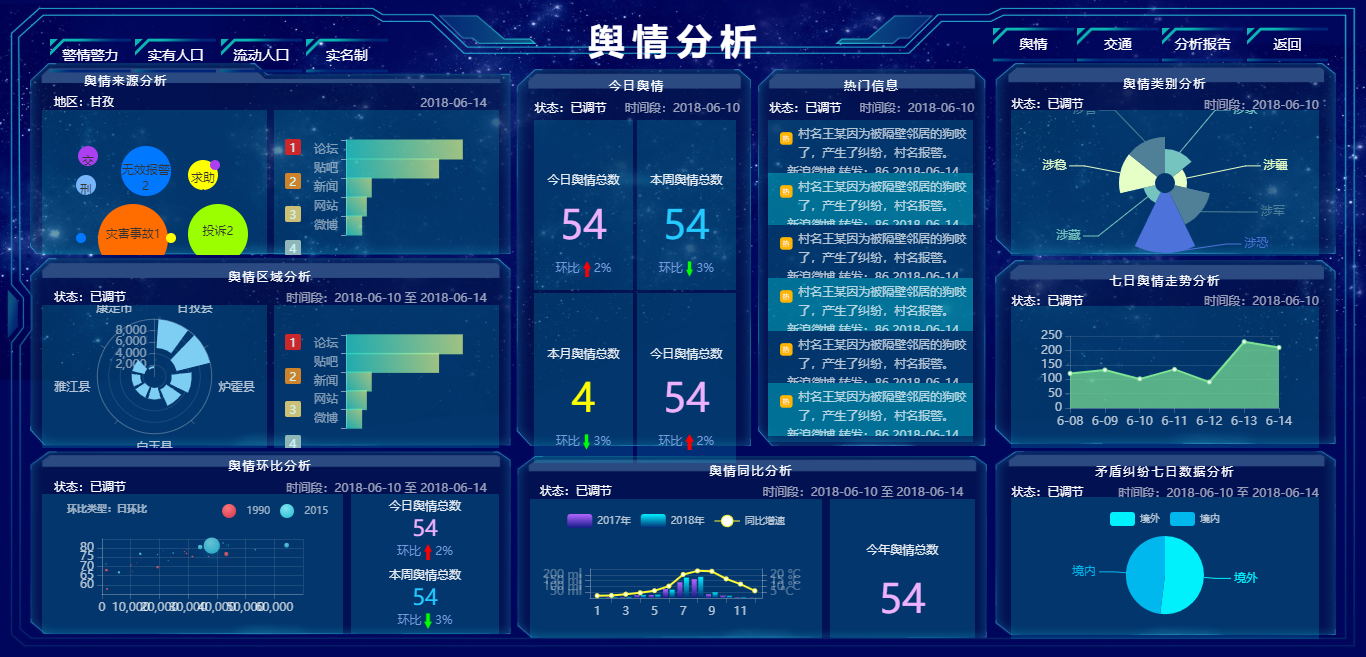 舆情分析
警情警力
实有人口
流动人口
实名制
舆情
交通
分析报告
返回
舆情来源分析
地区：甘孜
2018-06-14
交
刑
无效报警
2
求助
灾害事故1
投诉2
1 论坛
贴吧
2 新闻
3 网站
微博
4
舆情区域分析
状态：已调节
时间段：2018-06-10 至 2018-06-14
康定市
白玉县
雅江县
炉霍县
8,000
6,000
4,000
2,000
1 论坛
贴吧
2 新闻
3 网站
微博
4
舆情环比分析
状态：已调节
时间段：2018-06-10 至 2018-06-14
环比类型：日环比
1990
2015
80
75
70
65
60
0
10,000
20,000
30,000
40,000
50,000
60,000
今日舆情总数
54
环比 2%
本周舆情总数
54
环比 3%
今日舆情
状态：已调节
时间段：2018-06-10
今日舆情总数
54
环比 2%
本周舆情总数
54
环比 3%
本月舆情总数
4
环比 3%
今日舆情总数
54
环比 2%
热门信息
状态：已调节
时间段：2018-06-10
热 村名王某因为被隔壁邻居的狗咬
了，产生了纠纷，村名报警。
新浪微博 转发：86 2018-06-14
热 村名王某因为被隔壁邻居的狗咬
了，产生了纠纷，村名报警。
新浪微博 转发：86 2018-06-14
热 村名王某因为被隔壁邻居的狗咬
了，产生了纠纷，村名报警。
新浪微博 转发：86 2018-06-14
热 村名王某因为被隔壁邻居的狗咬
了，产生了纠纷，村名报警。
新浪微博 转发：86 2018-06-14
热 村名王某因为被隔壁邻居的狗咬
了，产生了纠纷，村名报警。
新浪微博 转发：86 2018-06-14
热 村名王某因为被隔壁邻居的狗咬
了，产生了纠纷，村名报警。
新浪微博 转发：86 2018-06-14
舆情同比分析
状态：已调节
时间段：2018-06-10 至 2018-06-14
2017年
2018年
同比增速
200 ml
50 ml
20 °C
5 °C
1
3
5
7
9
11
今年舆情总数
54
舆情类别分析
状态：已调节
时间段：2018-06-10
涉稳
涉疆
涉军
涉藏
涉恐
七日舆情走势分析
状态：已调节
时间段：2018-06-10
250
200
150
100
50
0
6-08
6-09
6-10
6-11
6-12
6-13
6-14
矛盾纠纷七日数据分析
状态：已调节
时间段：2018-06-10 至 2018-06-14
境外
境内
境内
境外